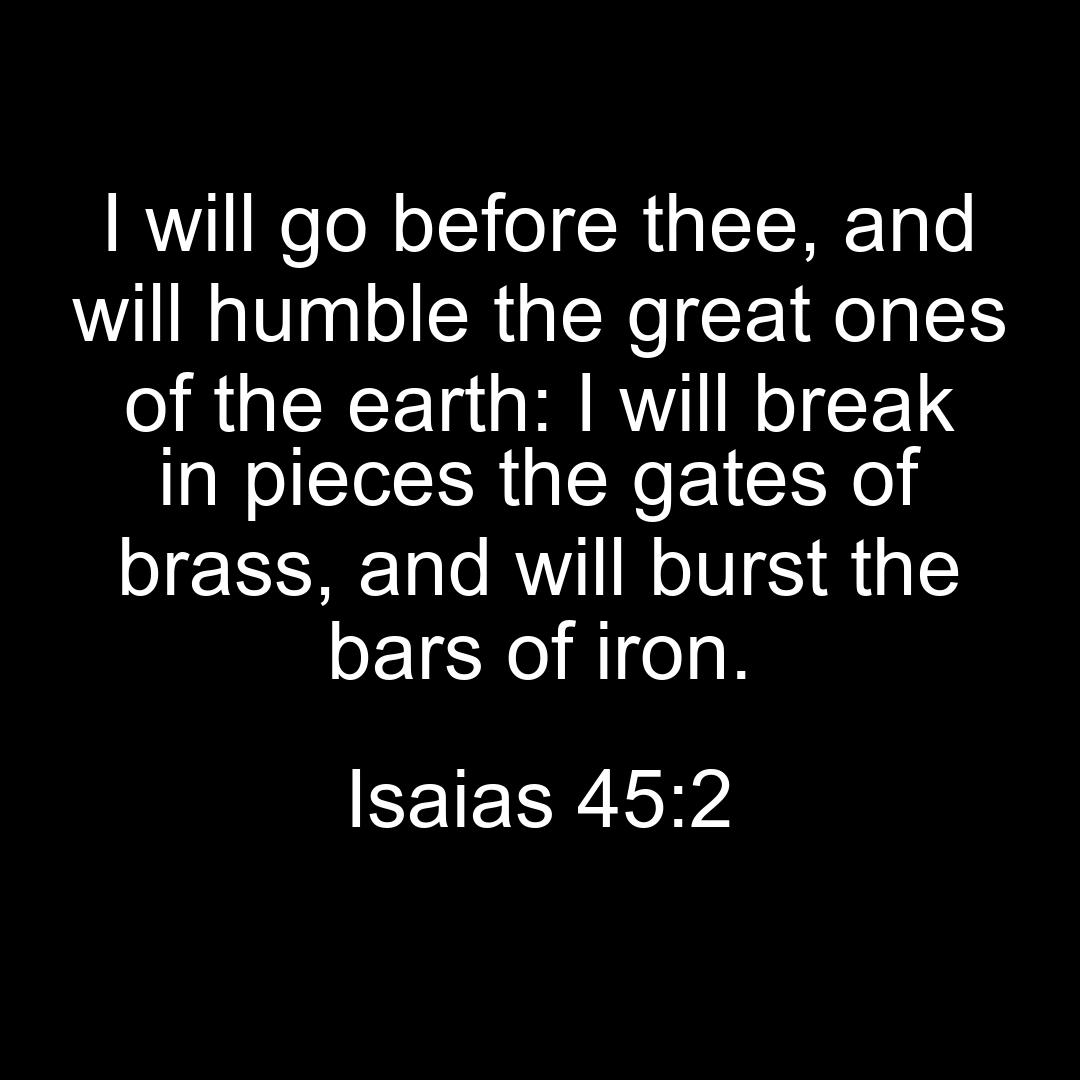 I will go before thee, and
will humble the great ones
of the earth: I will break
in pieces the gates of
brass, and will burst the
bars of iron.
Isaias 45:2